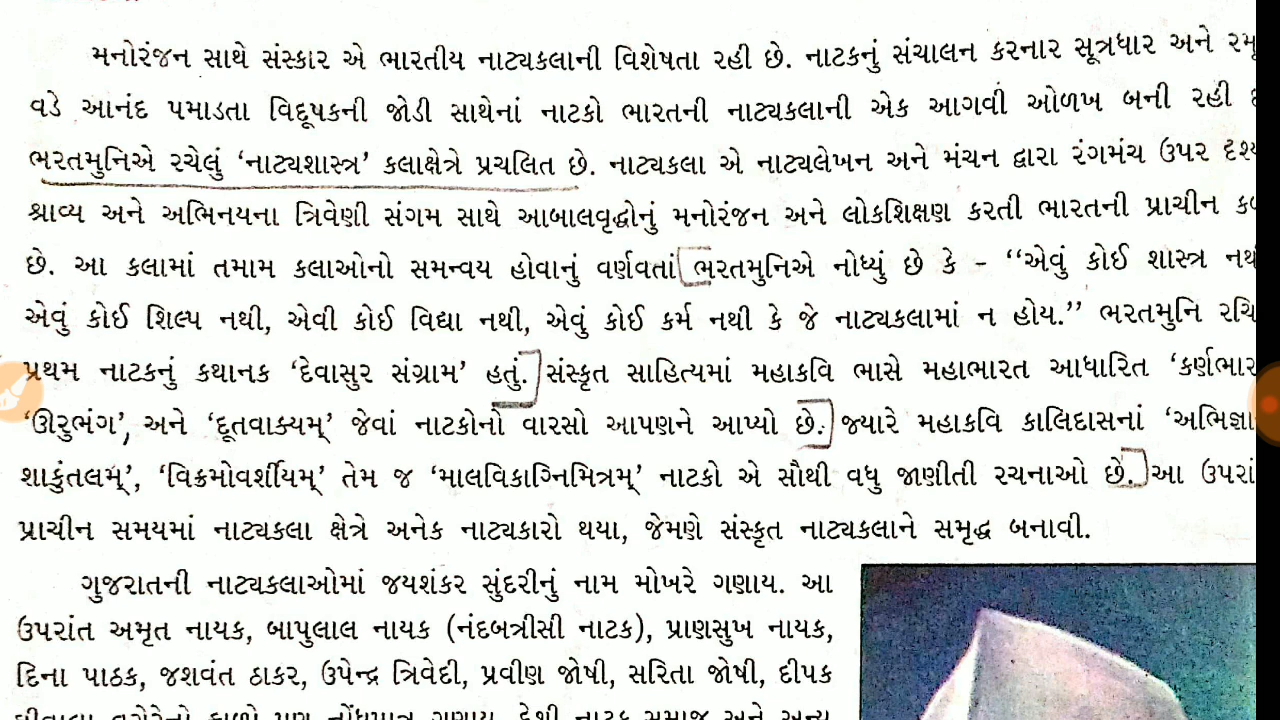 મનોરંજન સાથે સંસ્કાર એ ભારતીય નાટ્યકલાની વિશેષતા રહી છે. નાટકનું સંચાલન કરનાર સૂત્રધાર અને
વડે આનંદ પમાડતા વિદૂષકની જોડી સાથેનાં નાટકો ભારતની નાટ્યકલાની એક આગવી ઓળખ બની રહી
ભરતમુનિએ રચેલું ‘નાટ્યશાસ્ત્ર’ કલાક્ષેત્રે પ્રચલિત છે. નાટ્યકલા એ નાટ્યલેખન અને મંચન દ્વારા રંગમંચ ઉપર
શ્રાવ્ય અને અભિનયના ત્રિવેણી સંગમ સાથે આબાલવૃદ્ધોનું મનોરંજન અને લોકશિક્ષણ કરતી ભારતની પ્રાચીન
છે. આ કલામાં તમામ કલાઓનો સમન્વય હોવાનું વર્ણવતાં ભરતમુનિએ નોંધ્યું છે કે - “એવું કોઈ શાસ્ત્ર
એવું કોઈ શિલ્પ નથી, એવી કોઈ વિદ્યા નથી, એવું કોઈ કર્મ નથી કે જે નાટ્યકલામાં ન હોય.” ભરતમુનિ
પ્રથમ નાટકનું કથાનક ‘દેવાસુર સંગ્રામ’ હતું. સંસ્કૃત સાહિત્યમાં મહાકવિ ભાસે મહાભારત આધારિત ‘કર્ણભાર
‘ઊરુભંગ’, અને ‘દૂતવાક્યમ્’ જેવાં નાટકોનો વારસો આપણને આપ્યો છે. જ્યારે મહાકવિ કાલિદાસનાં
શાકુંતલમ્’, ‘વિક્રમોવર્શીયમ્’ તેમ જ ‘માલવિકાગ્નિમિત્રમ્’ નાટકો એ સૌથી વધુ જાણીતી રચનાઓ છે. આ
પ્રાચીન સમયમાં નાટ્યકલા ક્ષેત્રે અનેક નાટ્યકારો થયા, જેમણે સંસ્કૃત નાટ્યકલાને સમૃદ્ધ બનાવી.
ગુજરાતની નાટ્યકલાઓમાં જયશંકર સુંદરીનું નામ મોખરે ગણાય. આ
ઉપરાંત અમૃત નાયક, બાપુલાલ નાયક (નંદબત્રીસી નાટક), પ્રાણસુખ નાયક,
દિના પાઠક, જશવંત ઠાકર, ઉપેન્દ્ર ત્રિવેદી, પ્રવીણ જોષી, સરિતા જોષી, દીપક